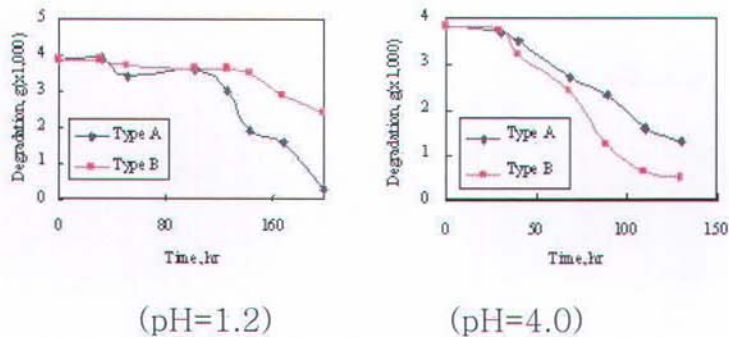 Degradation, g(x1,000)
5
4
3
2
1
0
Type A
Type B
0
80
160
Time, hr
(pH=1.2)
Degradation, g(x1,000)
4
3
2
1
0
Type A
Type B
0
50
100
150
Time, hr
(pH=4.0)